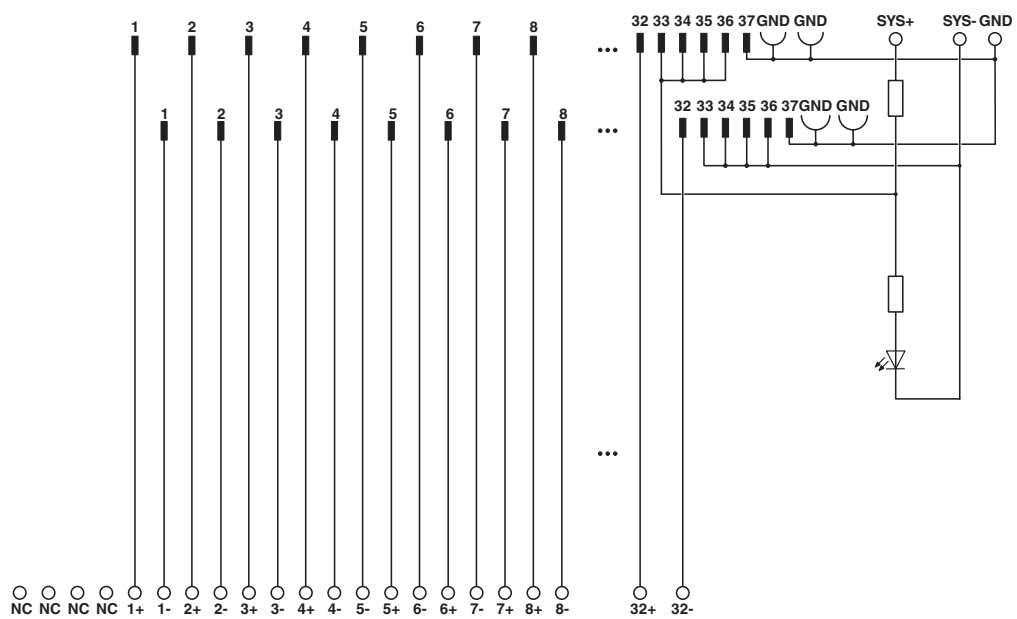 1 2 3 4 5 6 7 8 ... 32 33 34 35 36 37 GND GND SYS+ SYS- GND
1 2 3 4 5 6 7 8 ... 32 33 34 35 36 37 GND GND
...
NC NC NC NC 1+ 1- 2+ 2- 3+ 3- 4+ 4- 5- 5+ 6- 6+ 7- 7+ 8+ 8- 32+ 32-